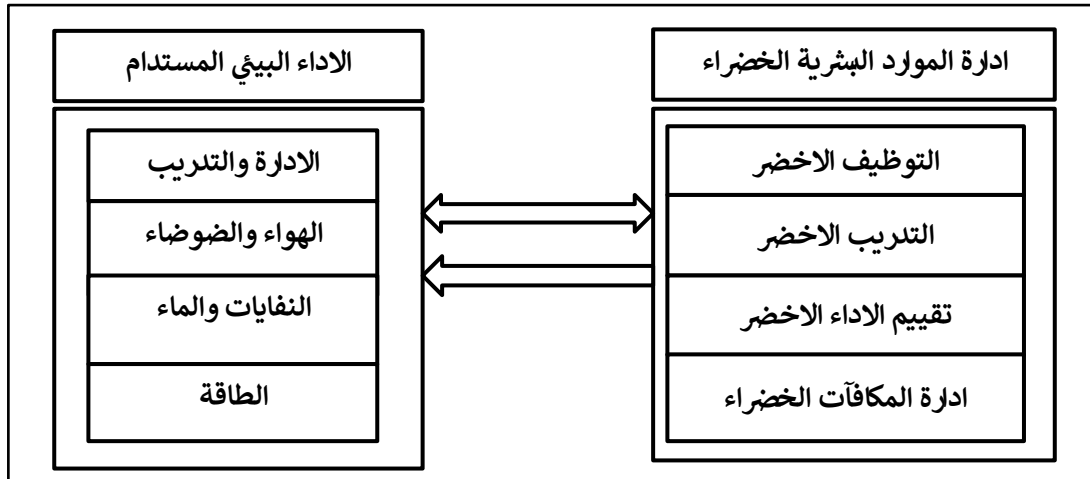 ادارة الموارد البشرية الخضراء
التوظيف الاخضر
التدريب الاخضر
تقييم الاداء الاخضر
ادارة المكافآت الخضراء
الاداء البيئي المستدام
الادارة والتدريب
الهواء والضوضاء
النفايات والماء
الطاقة